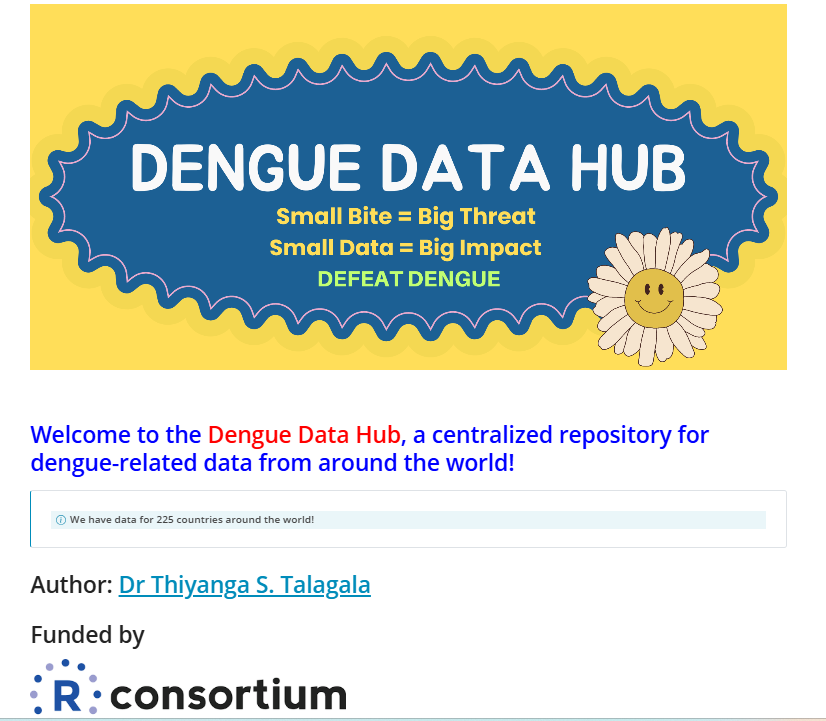 DENGUE DATA HUB
Small Bite = Big Threat
Small Data = Big Impact
DEFEAT DENGUE
Welcome to the Dengue Data Hub, a centralized repository for
dengue-related data from around the world!
We have data for 225 countries around the world!
Author: Dr Thiyanga S. Talagala
Funded by
R consortium